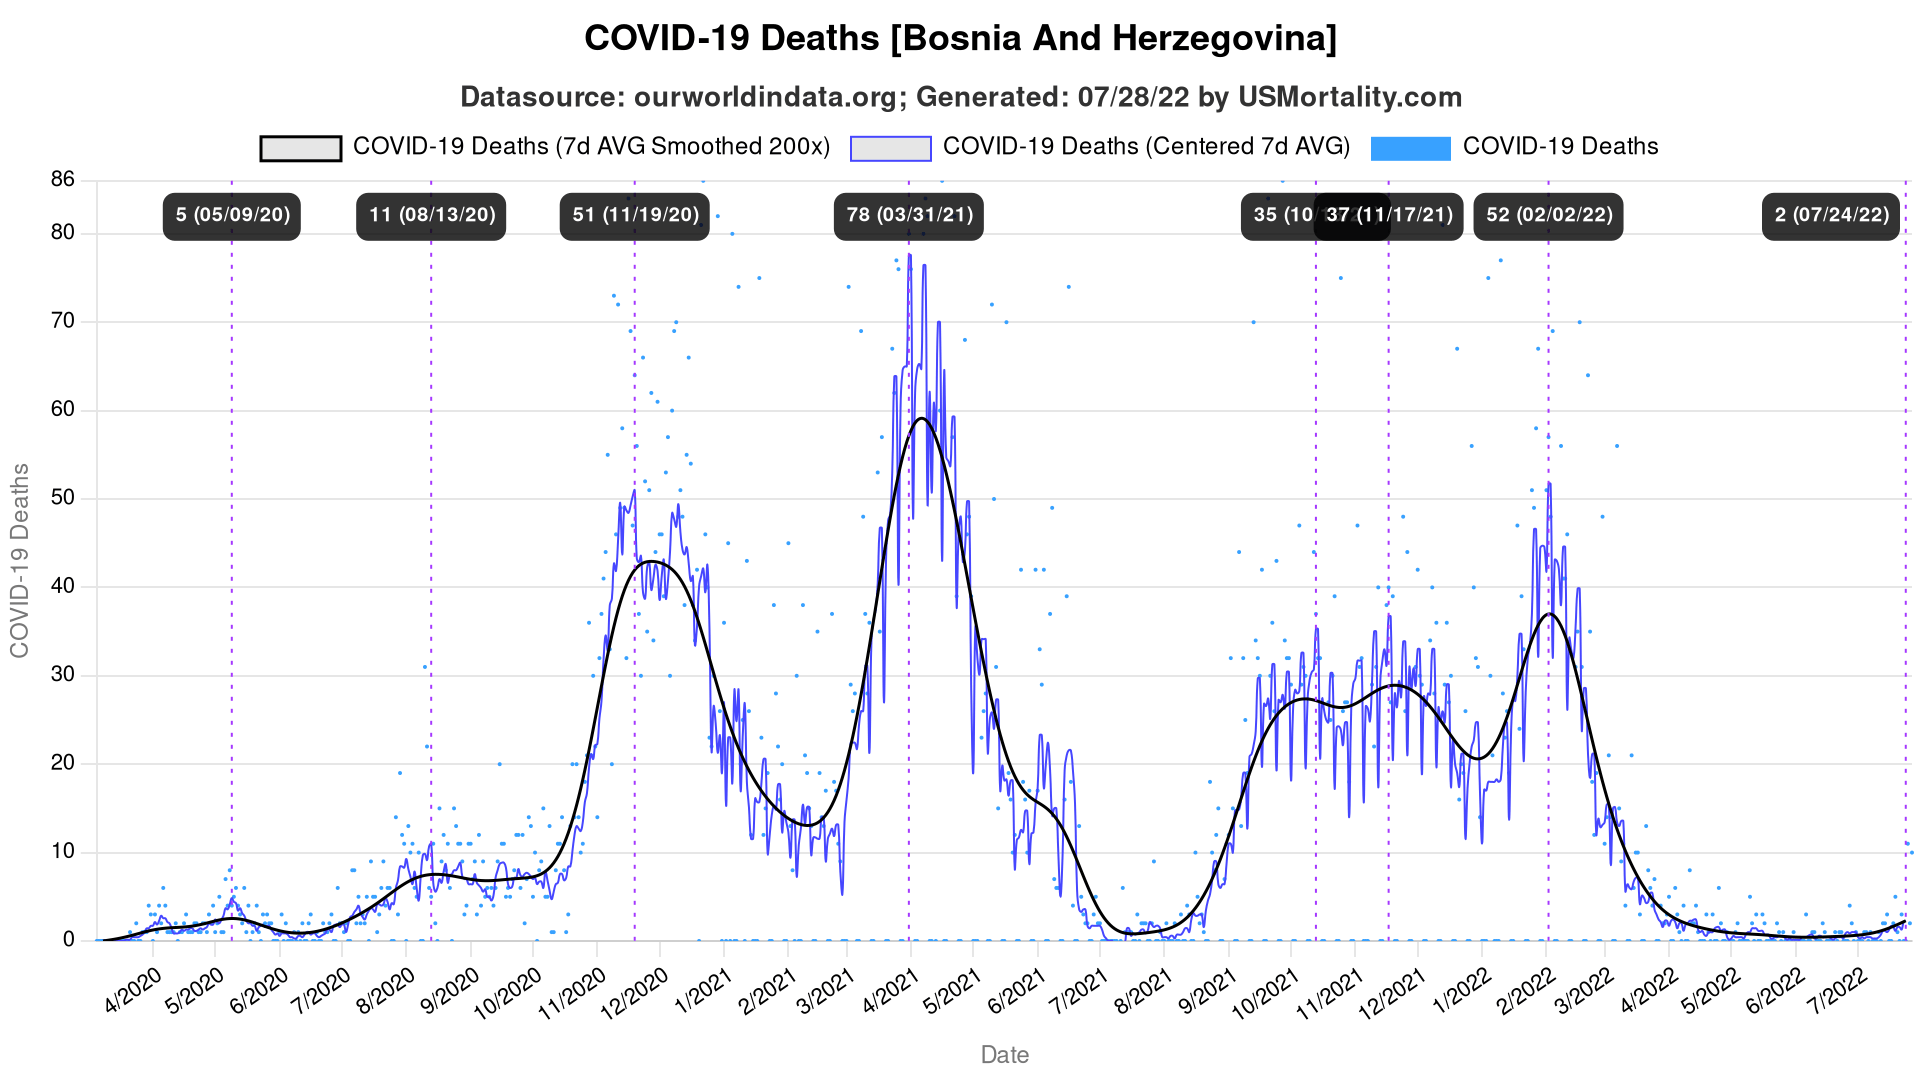 COVID-19 Deaths [Bosnia And Herzegovina]
Datasource: ourworldindata.org; Generated: 07/28/22 by USMortality.com
COVID-19 Deaths (7d AVG Smoothed 200x) COVID-19 Deaths (Centered 7d AVG) COVID-19 Deaths
86
5 (05/09/20) 11 (08/13/20) 51 (11/19/20) 78 (03/31/21) 35 (10 37 (11/17/21) 52 (02/02/22) 2 (07/24/22)
80
70
60
50
40
30
20
10
0
COVID-19 Deaths
4/2020 5/2020 6/2020 7/2020 8/2020 9/2020 10/2020 11/2020 12/2020 1/2021 2/2021 3/2021 4/2021 5/2021 6/2021 7/2021 8/2021 9/2021 10/2021 11/2021 12/2021 1/2022 2/2022 3/2022 4/2022 5/2022 6/2022 7/2022
Date